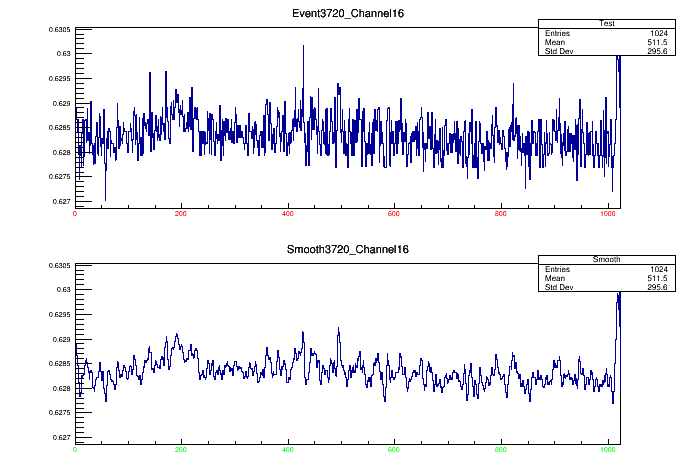 Event3720_Channel16
Test
Entries 1024
Mean 511.5
Std Dev 295.6
0.6305
0.63
0.6295
0.629
0.6285
0.628
0.6275
0.627
0 200 400 600 800 1000
Smooth3720_Channel16
Smooth
Entries 1024
Mean 511.5
Std Dev 295.6
0.6305
0.63
0.6295
0.629
0.6285
0.628
0.6275
0.627
0 200 400 600 800 1000